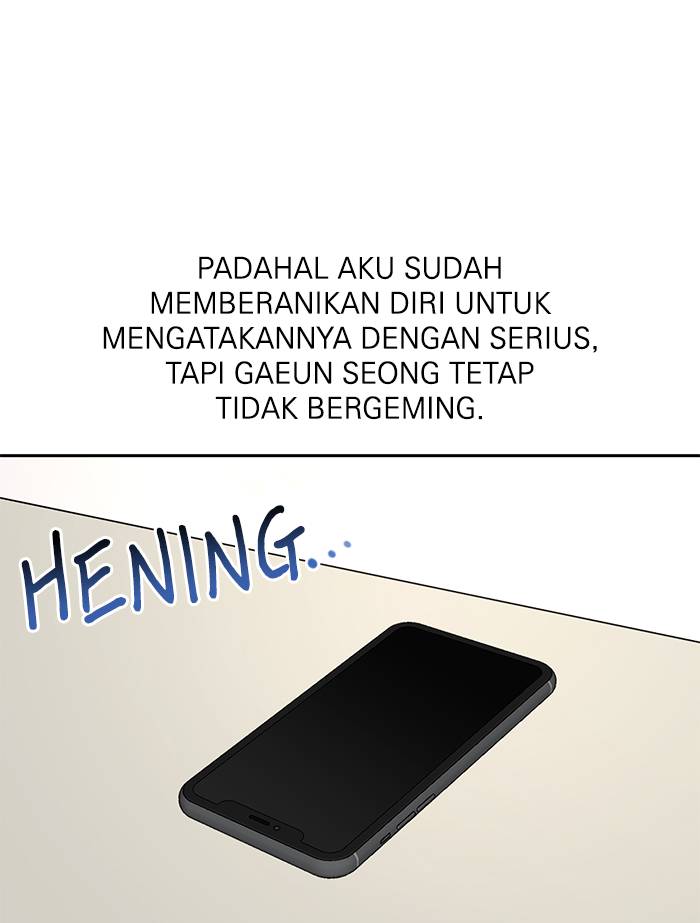 PADAHAL AKU SUDAH
MEMBERANIKAN DIRI UNTUK
MENGATAKANNYA DENGAN SERIUS,
TAPI GAEUN SEONG TETAP
TIDAK BERGEMING.
HENING...